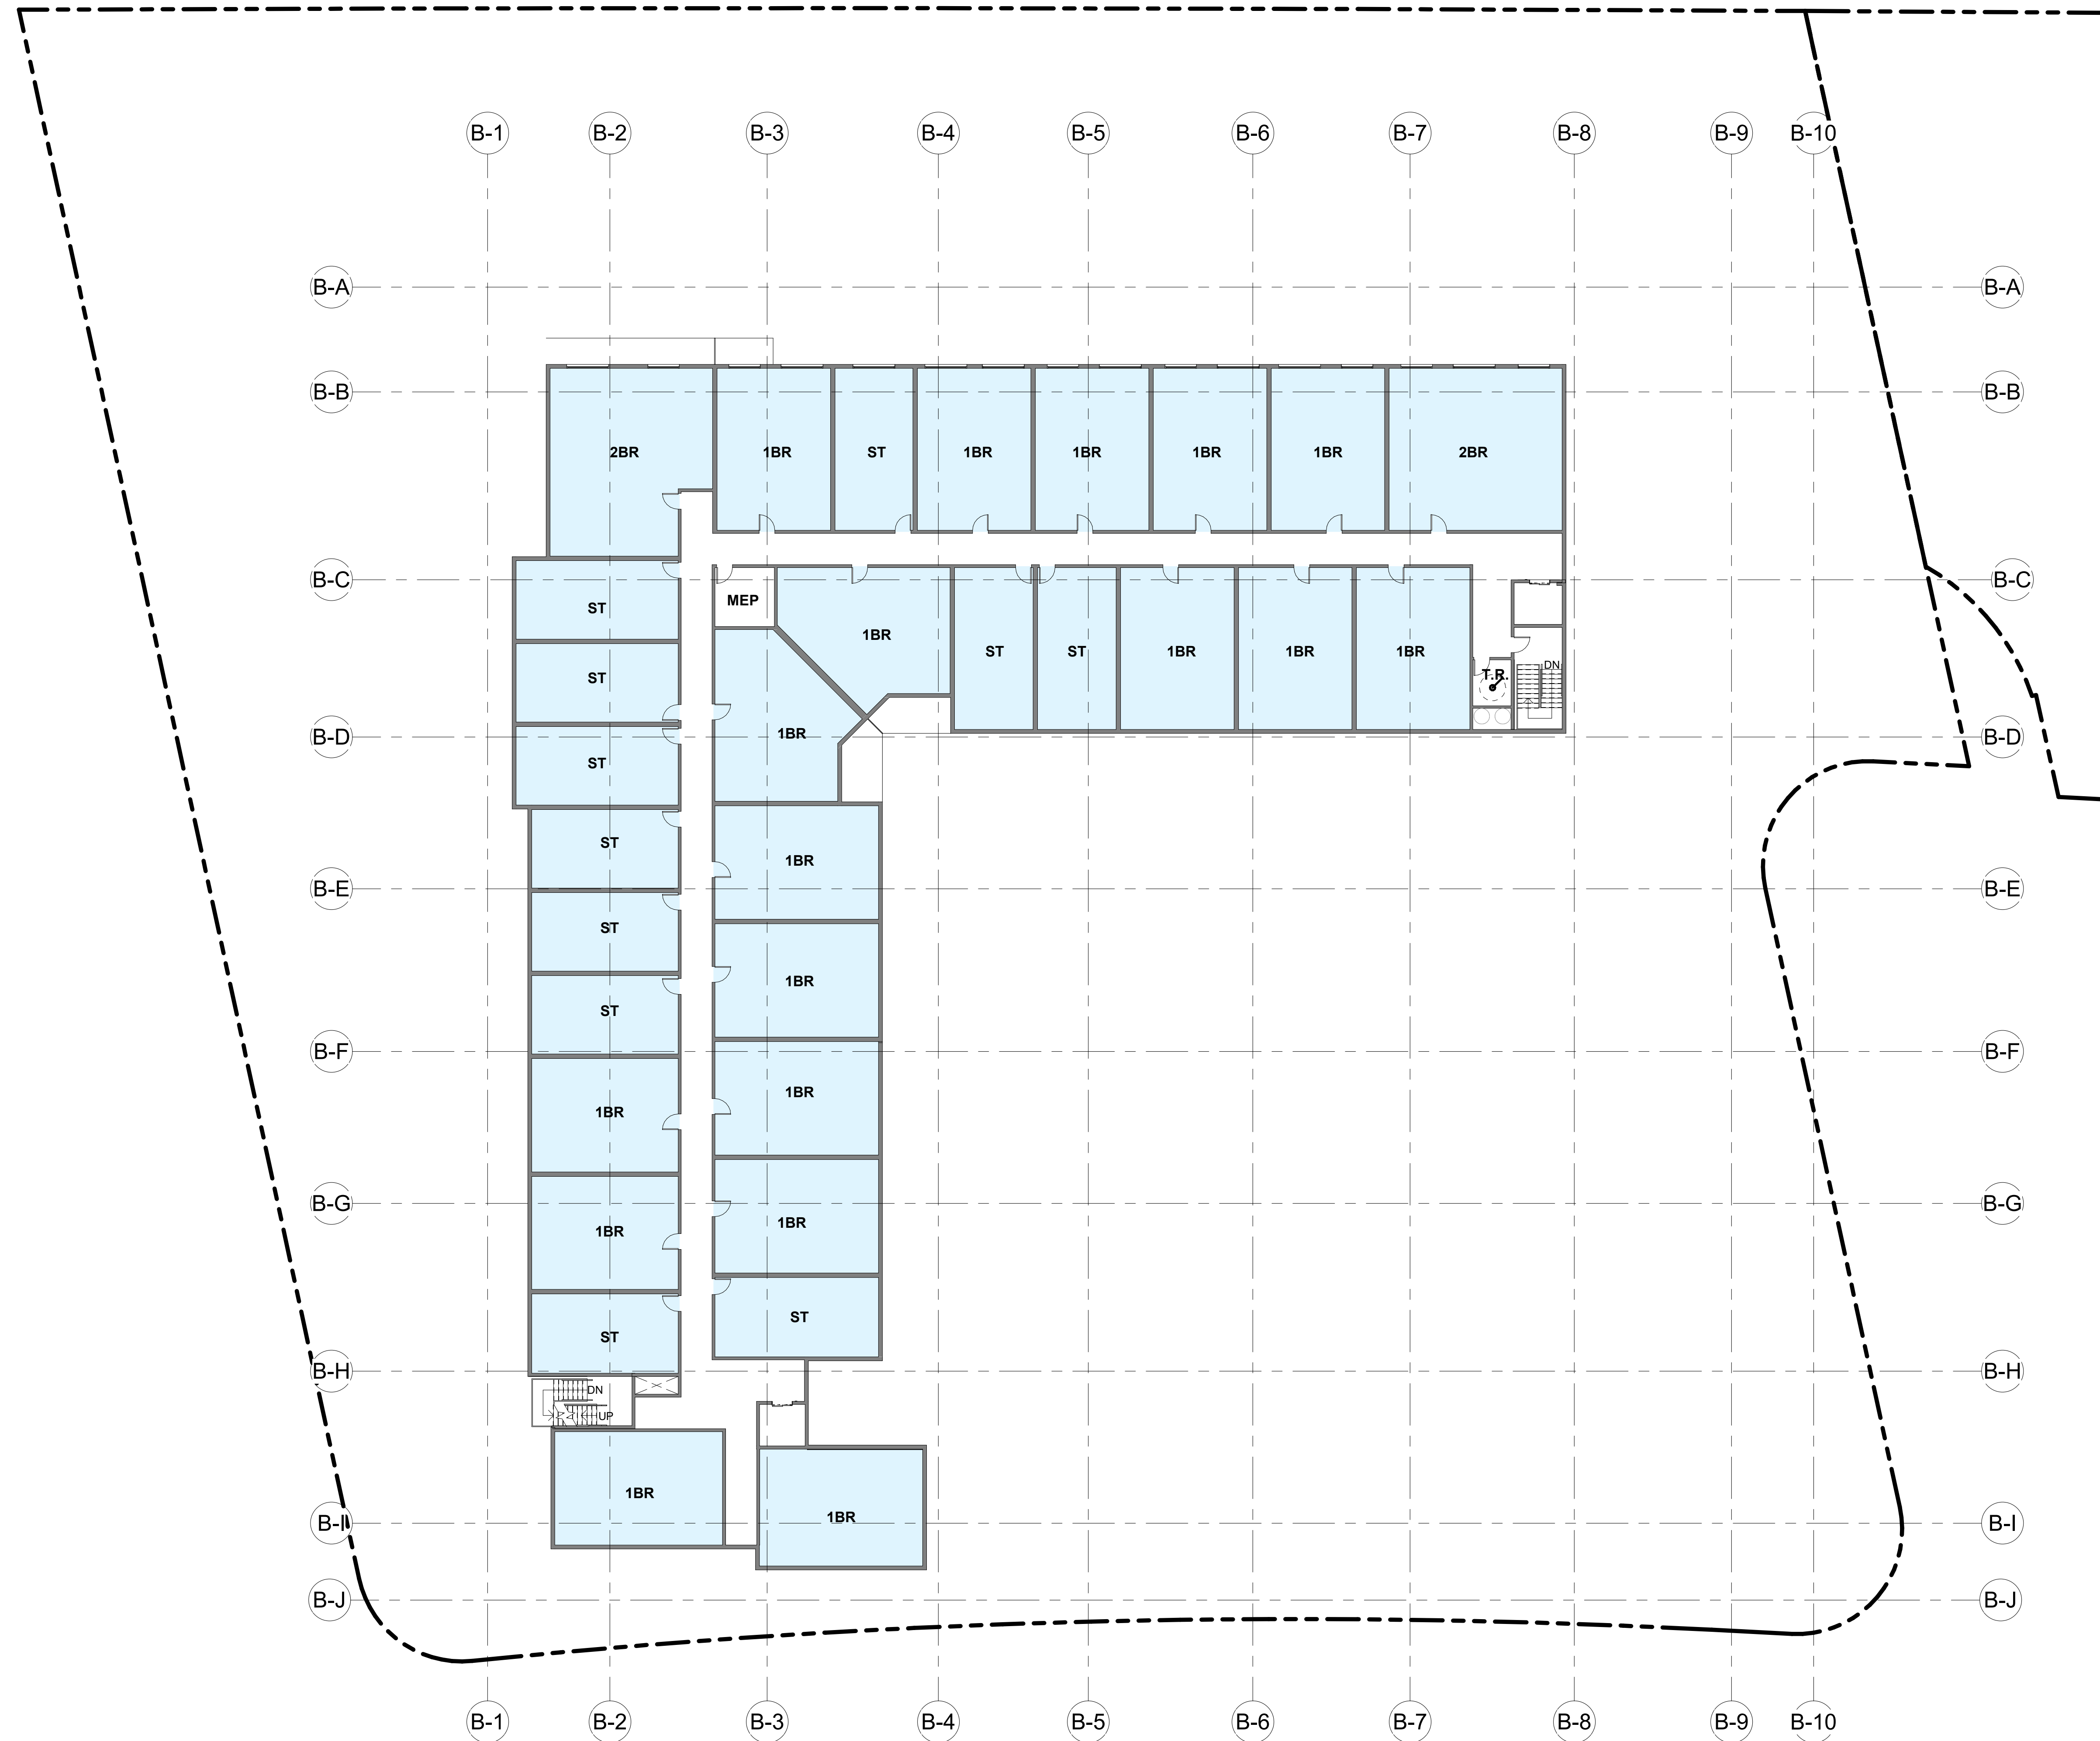 B-1 B-2 B-3 B-4 B-5 B-6 B-7 B-8 B-9 B-10
B-A B-A
B-B B-B
2BR 1BR ST 1BR 1BR 1BR 1BR 2BR
B-C B-C
MEP
ST
1BR
ST ST 1BR 1BR 1BR
DN
T.R.
ST
1BR
B-D B-D
ST
ST
1BR
B-E B-E
ST
1BR
ST
B-F B-F
1BR
1BR
B-G B-G
1BR
1BR
ST
ST
B-H B-H
DN
UP
1BR
1BR
B-I B-I
B-J B-J
B-1 B-2 B-3 B-4 B-5 B-6 B-7 B-8 B-9 B-10